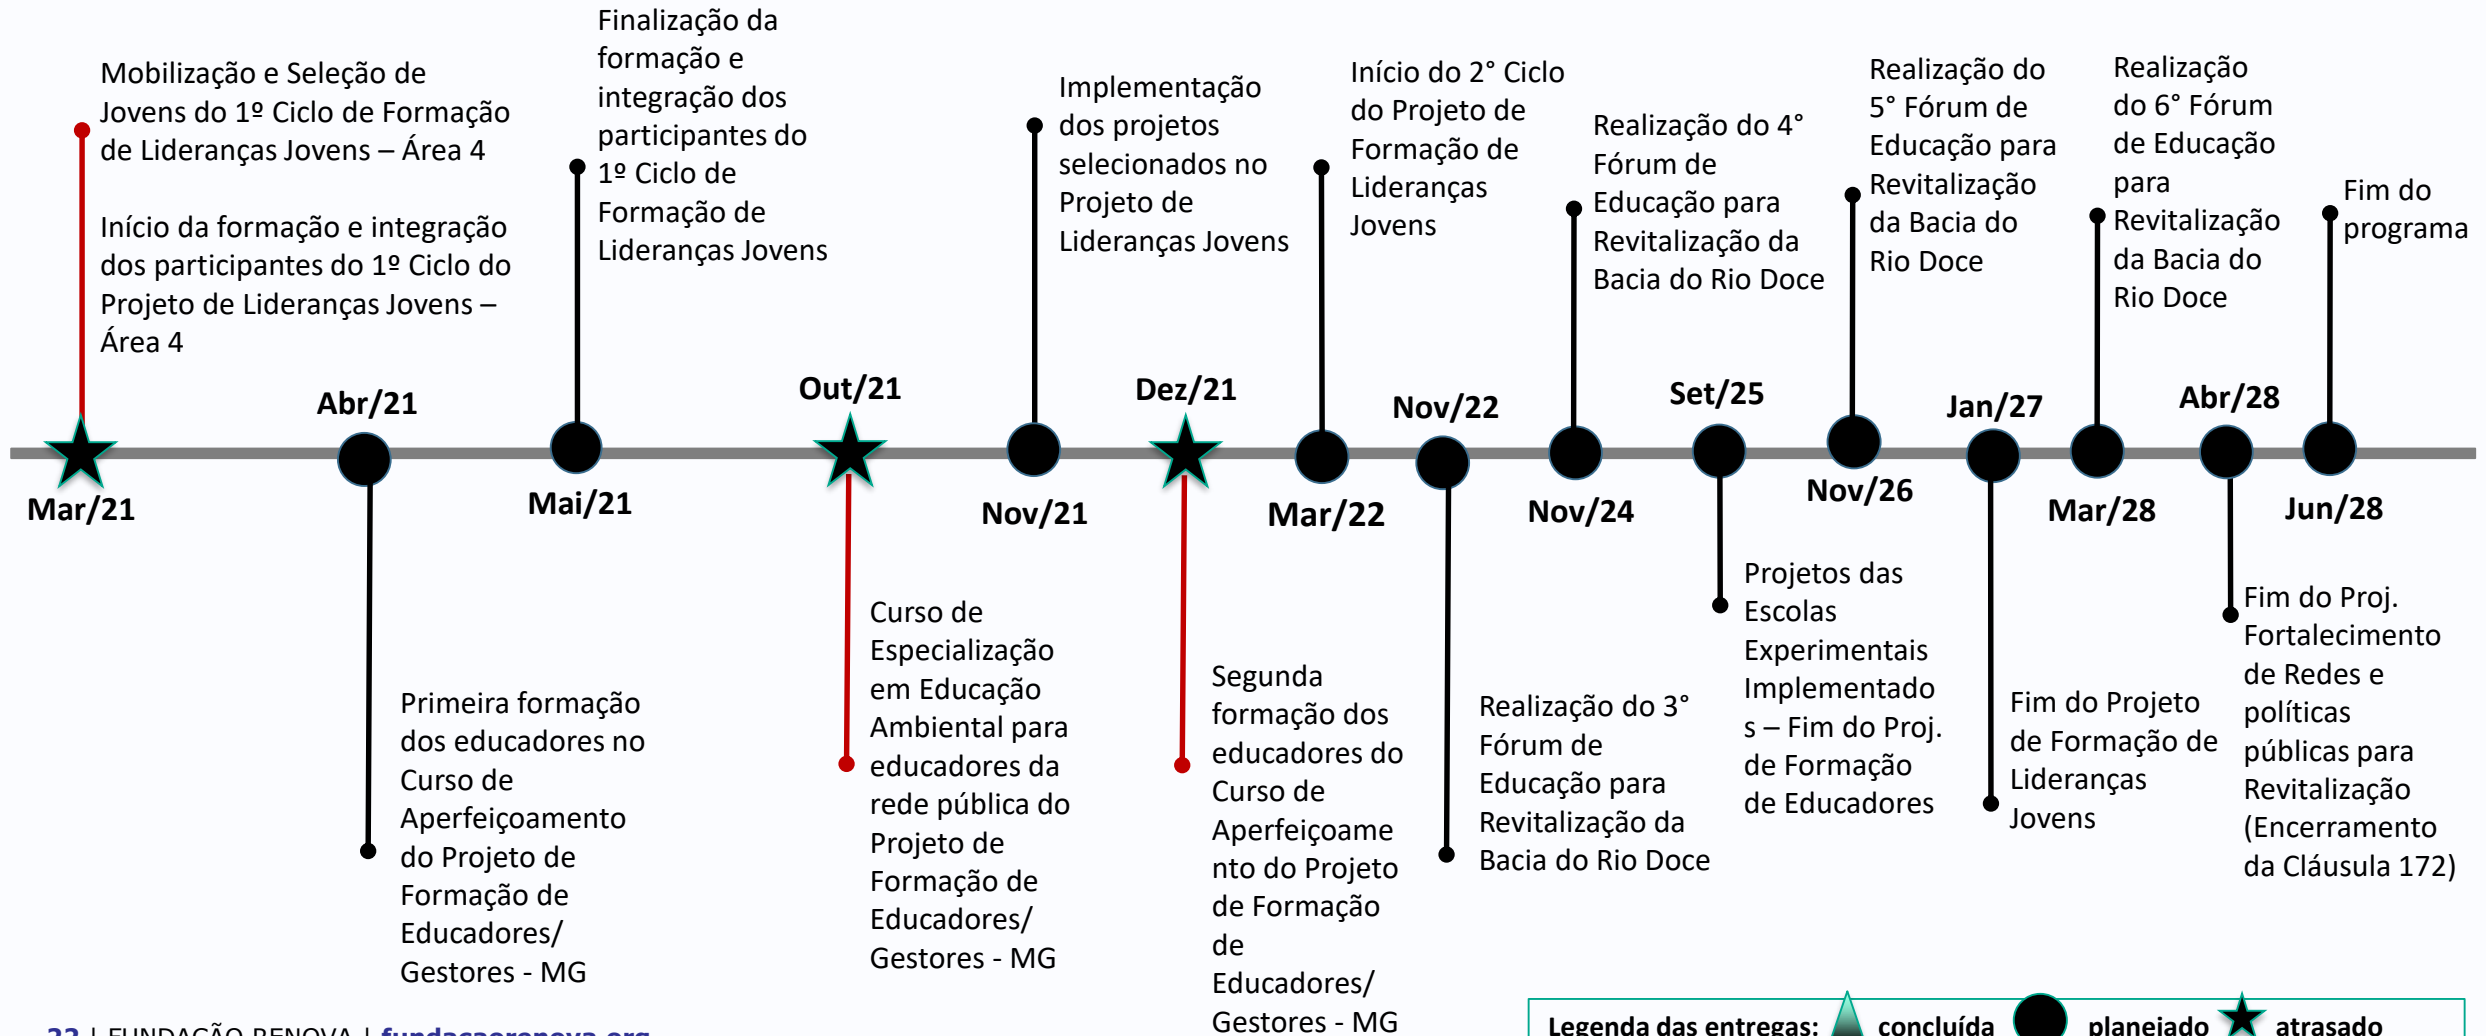 Mobilização e Seleção de
Jovens do 1º Ciclo de Formação
de Lideranças Jovens – Área 4
Início da formação e integração
dos participantes do 1º Ciclo do
Projeto de Lideranças Jovens –
Área 4
Mar/21
Abr/21
Primeira formação
dos educadores no
Curso de
Aperfeiçoamento
do Projeto de
Formação de
Educadores/
Gestores - MG
Finalização da
formação e
integração dos
participantes do
1º Ciclo de
Formação de
Lideranças Jovens
Mai/21
Out/21
Curso de
Especialização
em Educação
Ambiental para
educadores da
rede pública do
Projeto de
Formação de
Educadores/
Gestores - MG
Implementação
dos projetos
selecionados no
Projeto de
Lideranças Jovens
Nov/21
Dez/21
Segunda
formação dos
educadores do
Curso de
Aperfeiçoame
nto do Projeto
de Formação
de
Educadores/
Gestores - MG
Início do 2° Ciclo
do Projeto de
Formação de
Lideranças
Jovens
Mar/22
Nov/22
Realização do 3°
Fórum de
Educação para
Revitalização da
Bacia do Rio Doce
Realização do 4°
Fórum de
Educação para
Revitalização da
Bacia do Rio Doce
Nov/24
Set/25
Projetos das
Escolas
Experimentais
Implementado
s – Fim do Proj.
de Formação
de Educadores
Realização do
5° Fórum de
Educação para
Revitalização
da Bacia do
Rio Doce
Nov/26
Jan/27
Fim do Projeto
de Formação de
Lideranças
Jovens
Realização
do 6° Fórum
de Educação
para
Revitalização
da Bacia do
Rio Doce
Mar/28
Abr/28
Fim do Proj.
Fortalecimento
de Redes e
políticas
públicas para
Revitalização
(Encerramento
da Cláusula 172)
Fim do
programa
Jun/28
22 | FUNDAÇÃO RENOVA | fundacaorenova.org
Legenda das entregas: concluída planejado atrasado